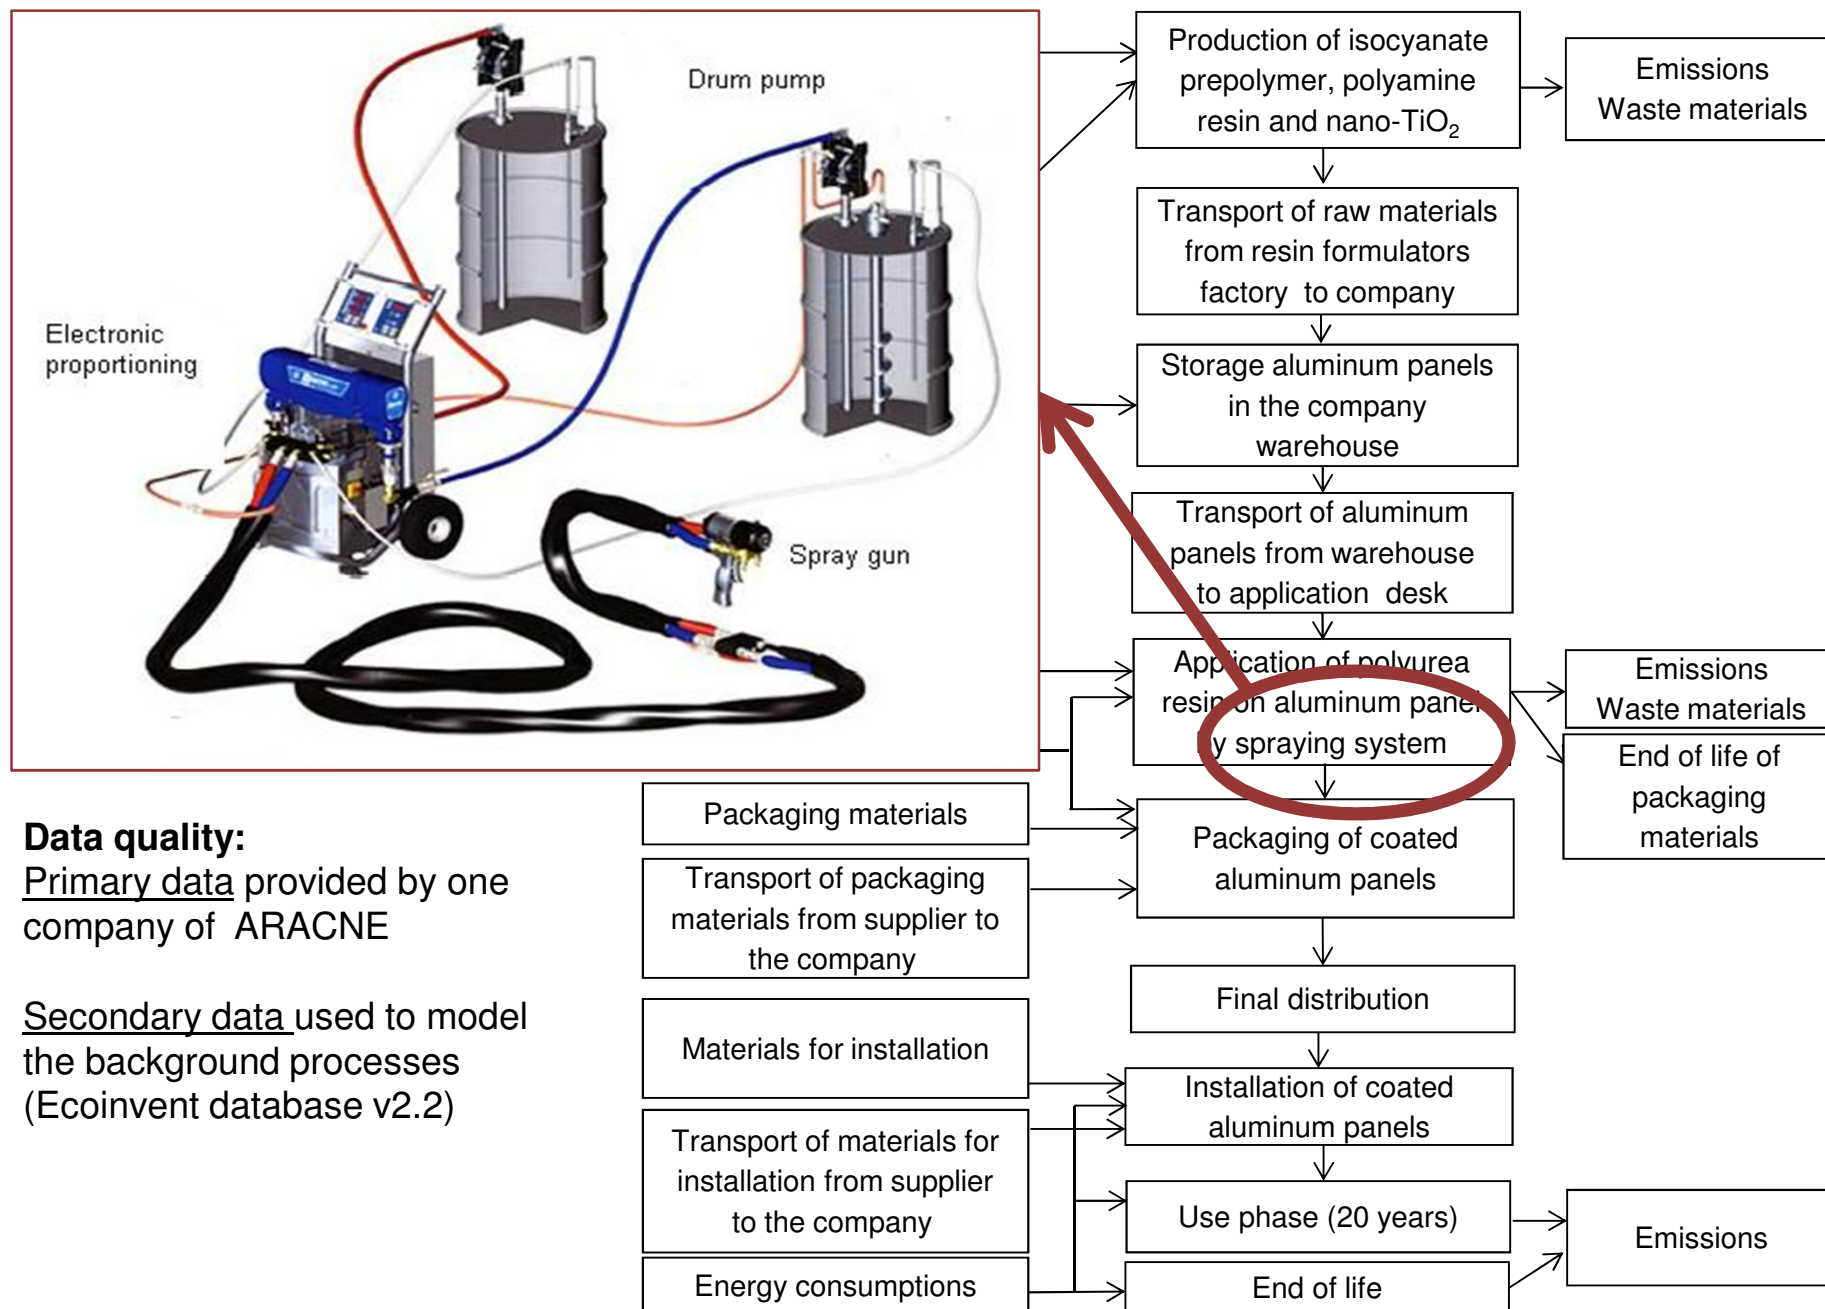 Drum pump
Electronic
proportioning
Spray gun
Production of isocyanate
prepolymer, polyamine
resin and nano-TiO₂
Emissions
Waste materials
Transport of raw materials
from resin formulators
factory to company
Storage aluminum panels
in the company
warehouse
Transport of aluminum
panels from warehouse
to application desk
Application of polyurea
resin on aluminum panel
by spraying system
Emissions
Waste materials
End of life of
packaging
materials
Packaging materials
Packaging of coated
aluminum panels
Transport of packaging
materials from supplier to
the company
Final distribution
Materials for installation
Installation of coated
aluminum panels
Transport of materials for
installation from supplier
to the company
Use phase (20 years)
Emissions
Energy consumptions
End of life
Data quality:
Primary data provided by one
company of ARACNE
Secondary data used to model
the background processes
(Ecoinvent database v2.2)